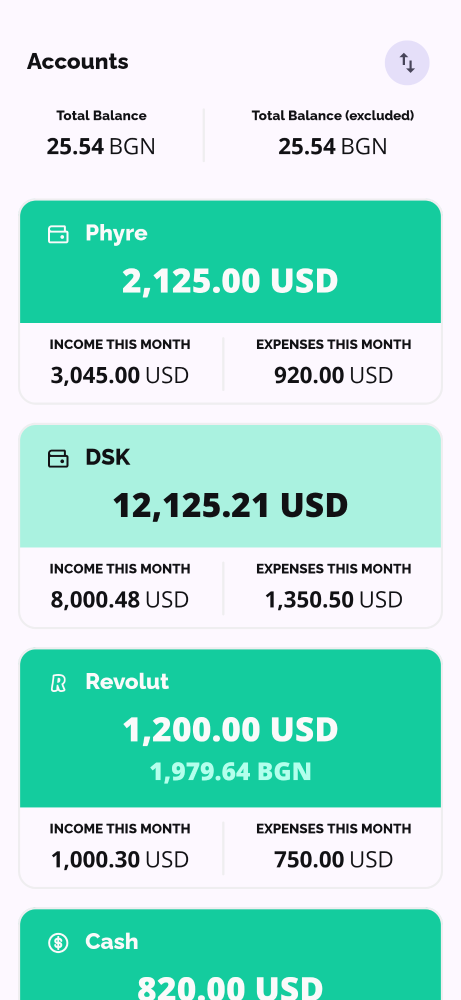 Accounts
Total Balance Total Balance (excluded)
25.54 BGN 25.54 BGN
Phyre
2,125.00 USD
INCOME THIS MONTH EXPENSES THIS MONTH
3,045.00 USD 920.00 USD
DSK
12,125.21 USD
INCOME THIS MONTH EXPENSES THIS MONTH
8,000.48 USD 1,350.50 USD
Revolut
1,200.00 USD
1,979.64 BGN
INCOME THIS MONTH EXPENSES THIS MONTH
1,000.30 USD 750.00 USD
Cash
820.00 USD